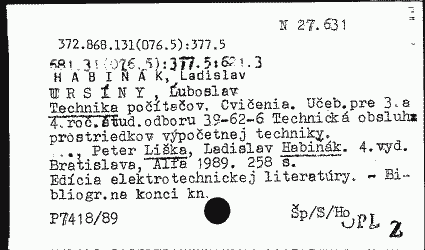 N 27.631
372.868.131(076.5):377.5
681.31(076.5):377.5:621.3
HABIŇÁK, Ladislav
URSÍNY, Ľuboslav
Technika počítačov. Cvičenia. Učeb.pre 3.a
4.roč.štud.odboru 39-62-6 Technická obsluha
prostriedkov výpočetnej techniky.
..., Peter Liška, Ladislav Habinák. 4.vyd.
Bratislava, Alfa 1989. 258 s.
Edícia elektrotechnickej literatúry. - Bi-
bliogr.na konci kn.
P7418/89
Šp/S/Ho